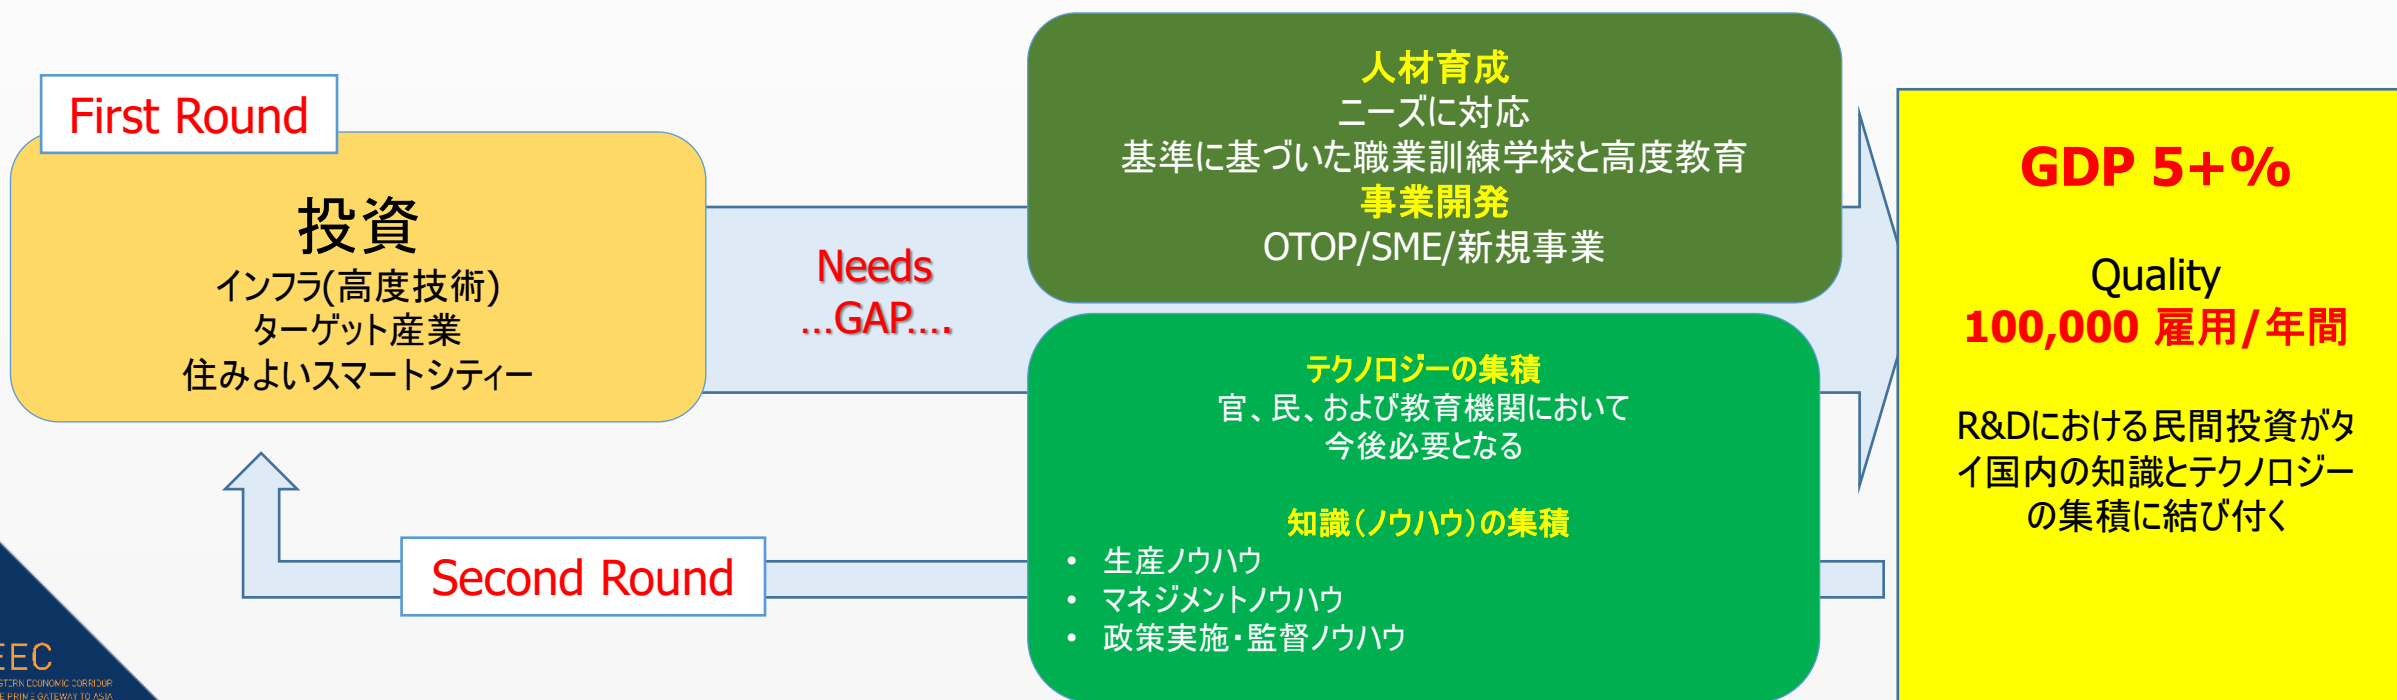 First Round
投資
インフラ(高度技術)
ターゲット産業
住みよいスマートシティー
Needs
...GAP....
人材育成
ニーズに対応
基準に基づいた職業訓練学校と高度教育
事業開発
OTOP/SME/新規事業
テクノロジーの集積
官、民、および教育機関において
今後必要となる
知識(ノウハウ)の集積
• 生産ノウハウ
• マネジメントノウハウ
• 政策実施・監督ノウハウ
GDP 5+%
Quality
100,000 雇用/年間
R&Dにおける民間投資がタ
イ国内の知識とテクノロジー
の集積に結び付く
Second Round
EEC
ECONOMIC CORRIDOR
PRIME GATEWAY TO ASIA